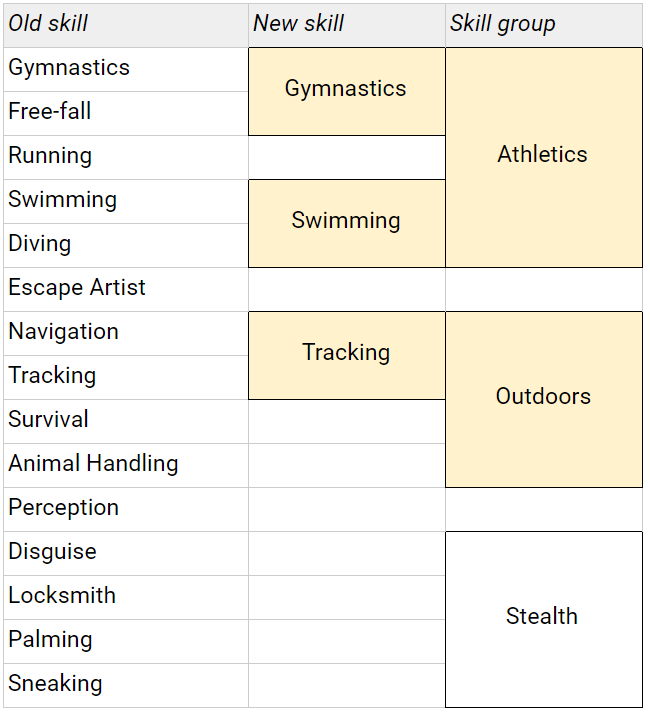 Old skill New skill Skill group
Gymnastics
Gymnastics
Free-fall
Running
Athletics
Swimming
Swimming
Diving
Escape Artist
Navigation
Tracking
Tracking
Outdoors
Survival
Animal Handling
Perception
Disguise
Locksmith
Stealth
Palming
Sneaking